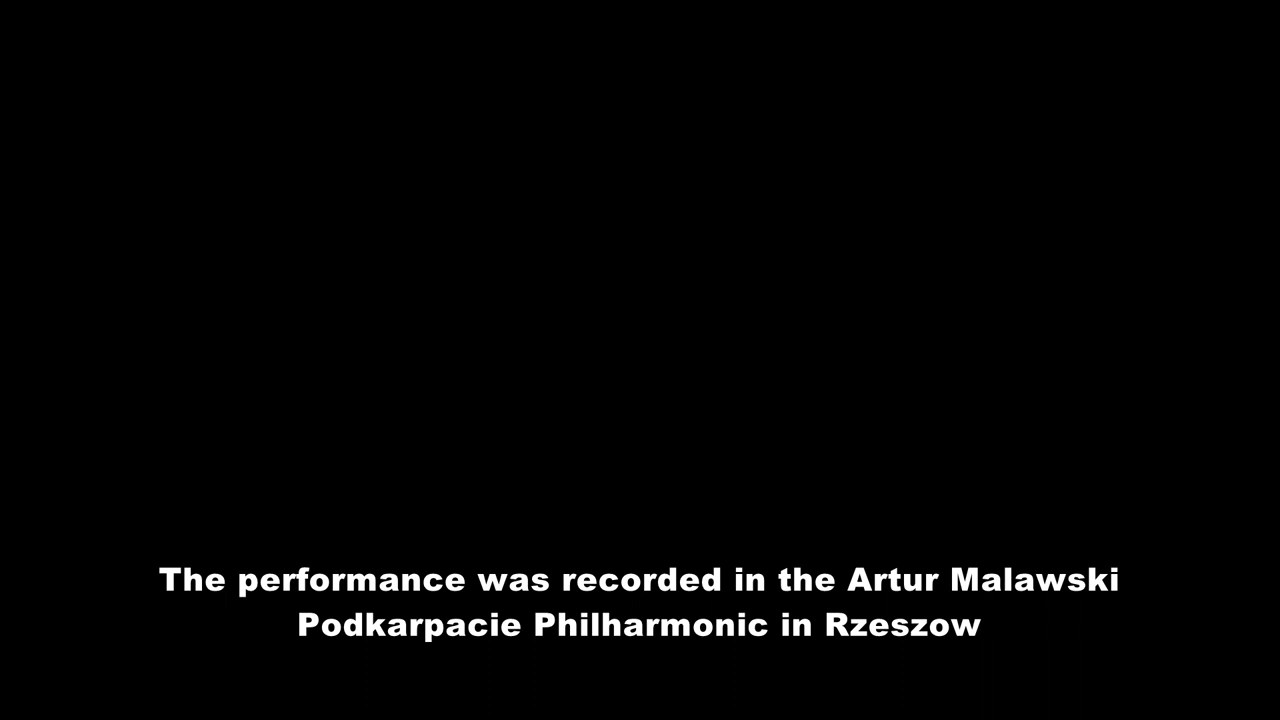 The performance was recorded in the Artur Malawski
Podkarpacie Philharmonic in Rzeszow